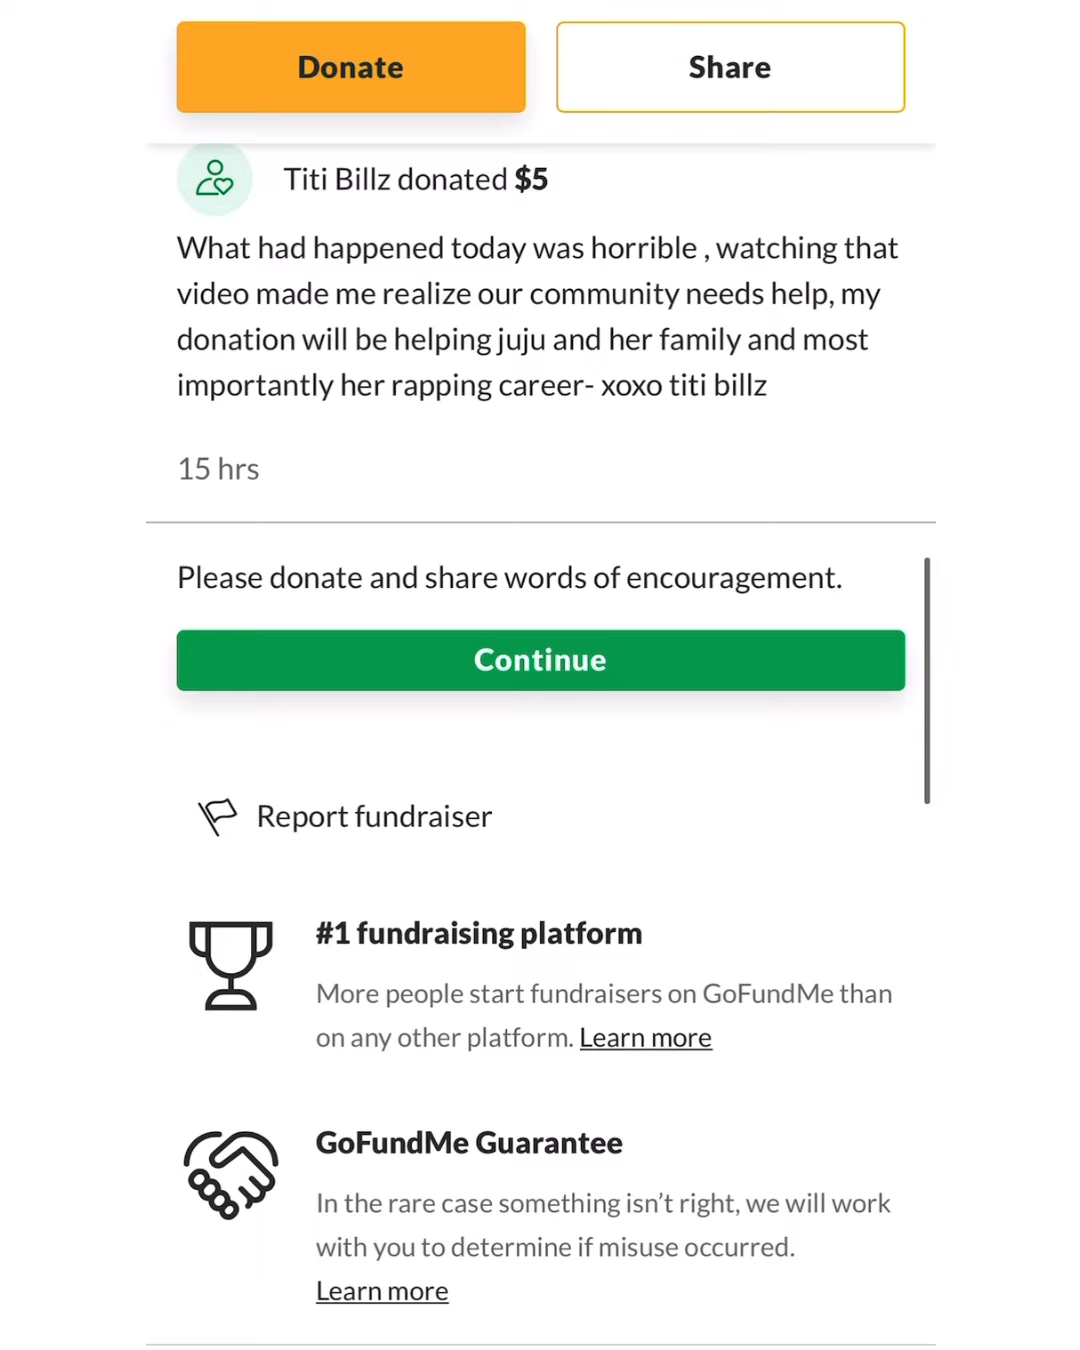 Donate
Share
Titi Billz donated $5
What had happened today was horrible , watching that
video made me realize our community needs help, my
donation will be helping juju and her family and most
importantly her rapping career- xoxo titi billz
15 hrs
Please donate and share words of encouragement.
Continue
Report fundraiser
#1 fundraising platform
More people start fundraisers on GoFundMe than
on any other platform. Learn more
GoFundMe Guarantee
In the rare case something isn’t right, we will work
with you to determine if misuse occurred.
Learn more